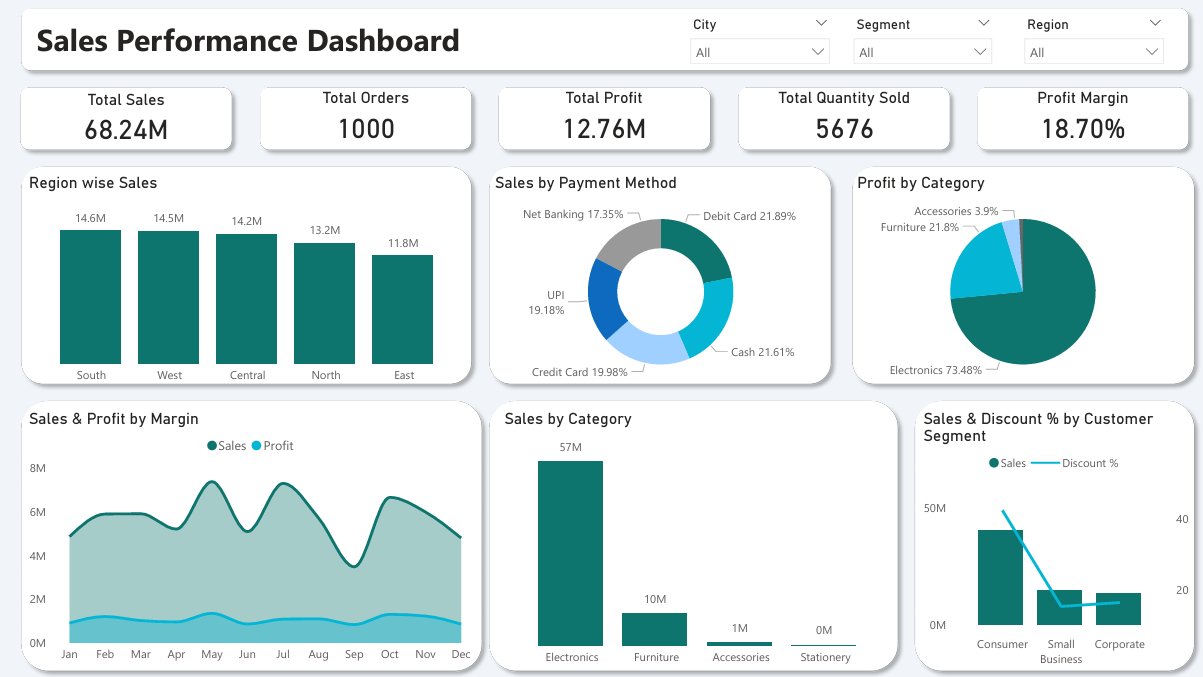 Sales Performance Dashboard
City
All
Segment
All
Region
All
Total Sales
68.24M
Total Orders
1000
Total Profit
12.76M
Total Quantity Sold
5676
Profit Margin
18.70%
Region wise Sales
14.6M
14.5M
14.2M
13.2M
11.8M
South
West
Central
North
East
Sales by Payment Method
Net Banking 17.35%
Debit Card 21.89%
UPI
19.18%
Cash 21.61%
Credit Card 19.98%
Profit by Category
Accessories 3.9%
Furniture 21.8%
Electronics 73.48%
Sales & Profit by Margin
Sales
Profit
8M
6M
4M
2M
0M
Jan
Feb
Mar
Apr
May
Jun
Jul
Aug
Sep
Oct
Nov
Dec
Sales by Category
57M
10M
1M
0M
Electronics
Furniture
Accessories
Stationery
Sales & Discount % by Customer
Segment
Sales
Discount %
50M
0M
40
20
Consumer
Small
Business
Corporate